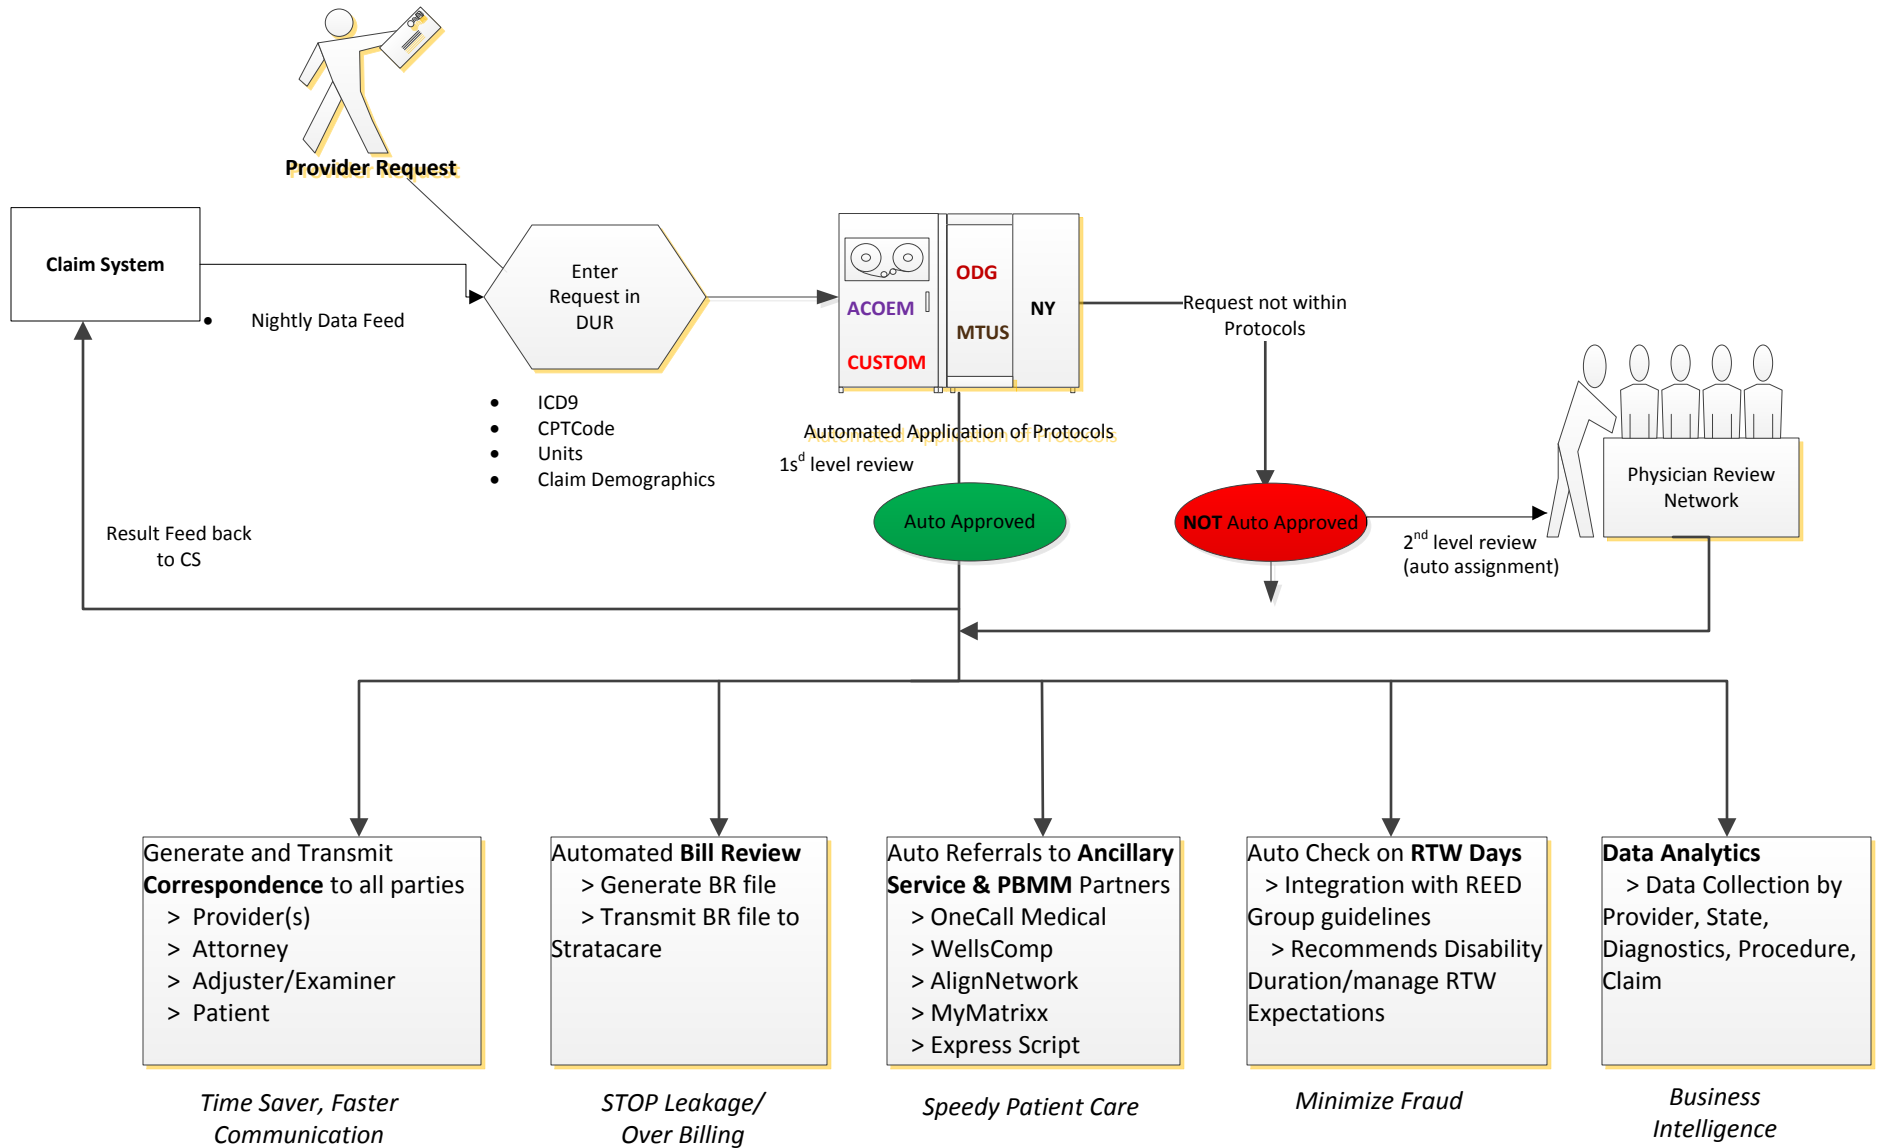 Provider Request
Claim System
Nightly Data Feed
Enter
Request in
DUR
• ICD9
• CPTCode
• Units
• Claim Demographics
ACOEM
CUSTOM
ODG
MTUS
NY
Automated Application of Protocols
1s^d level review
Request not within
Protocols
Auto Approved
NOT Auto Approved
2nd level review
(auto assignment)
Physician Review
Network
Result Feed back
to CS
Generate and Transmit
Correspondence to all parties
> Provider(s)
> Attorney
> Adjuster/Examiner
> Patient
Time Saver, Faster
Communication
Automated Bill Review
> Generate BR file
> Transmit BR file to
Stratacare
STOP Leakage/
Over Billing
Auto Referrals to Ancillary
Service & PBMM Partners
> OneCall Medical
> WellsComp
> AlignNetwork
> MyMatrixx
> Express Script
Speedy Patient Care
Auto Check on RTW Days
> Integration with REED
Group guidelines
> Recommends Disability
Duration/manage RTW
Expectations
Minimize Fraud
Data Analytics
> Data Collection by
Provider, State,
Diagnostics, Procedure,
Claim
Business
Intelligence